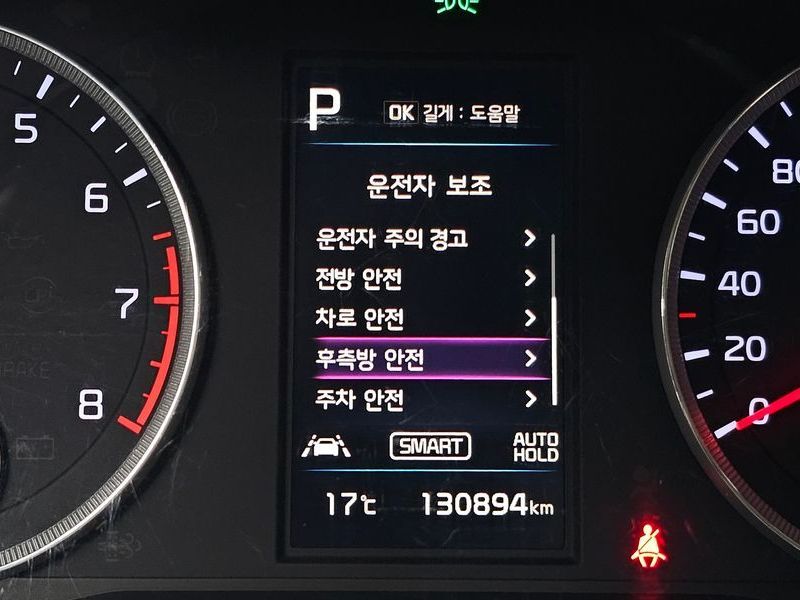 P
OK 길게 : 도움말
운전자 보조
운전자 주의 경고
전방 안전
차로 안전
후측방 안전
주차 안전
SMART
AUTO HOLD
17℃
130894km
5
6
7
8
80
60
40
20
0